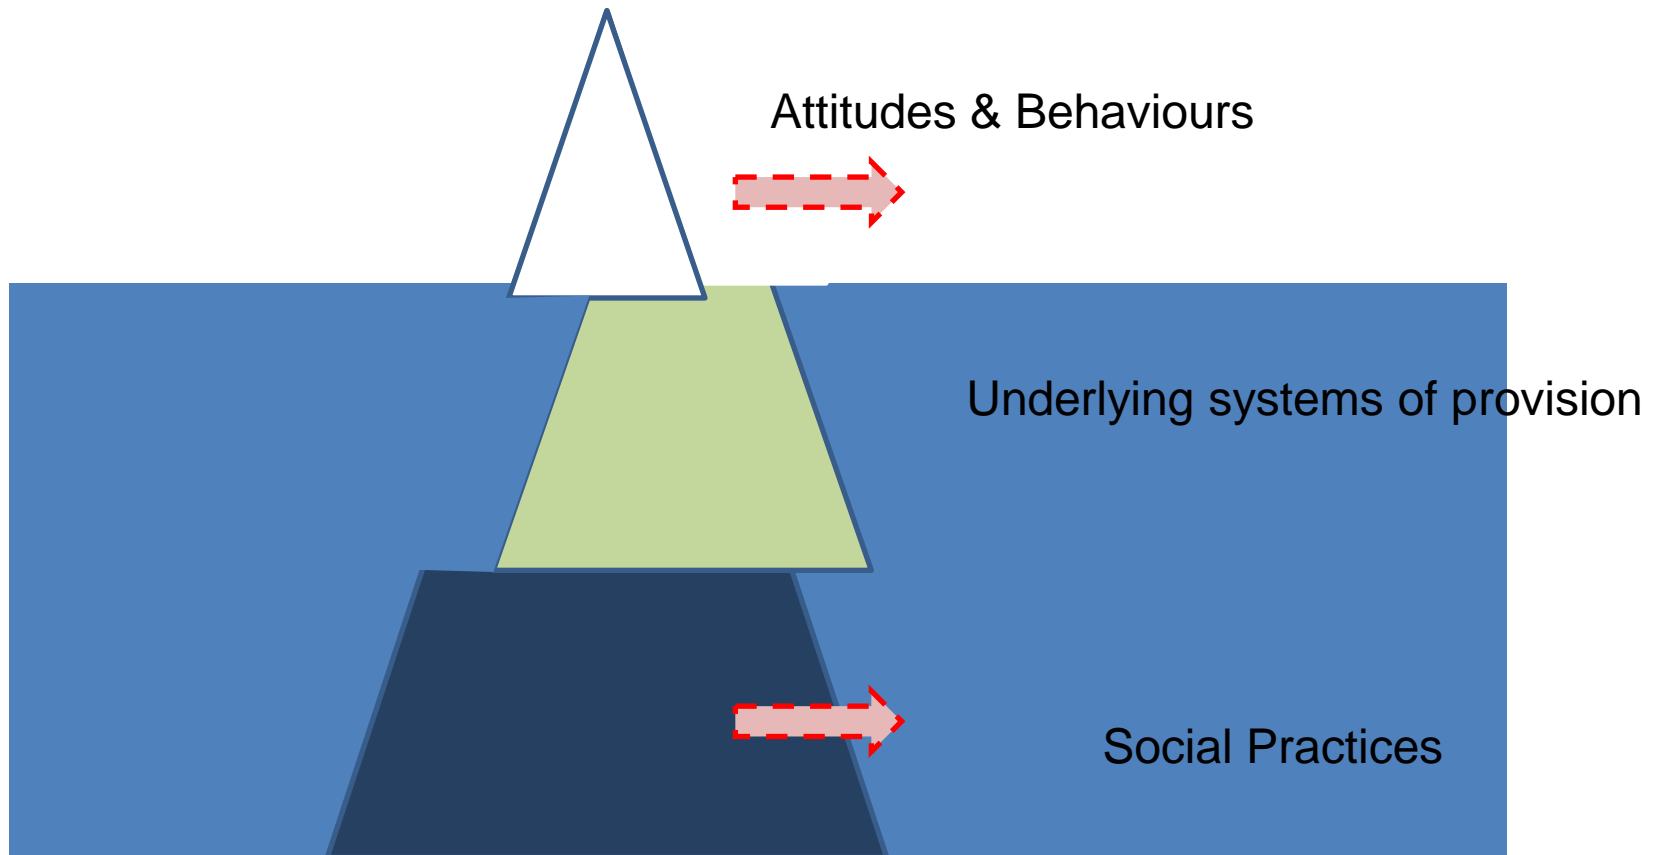 Attitudes & Behaviours
Underlying systems of provision
Social Practices